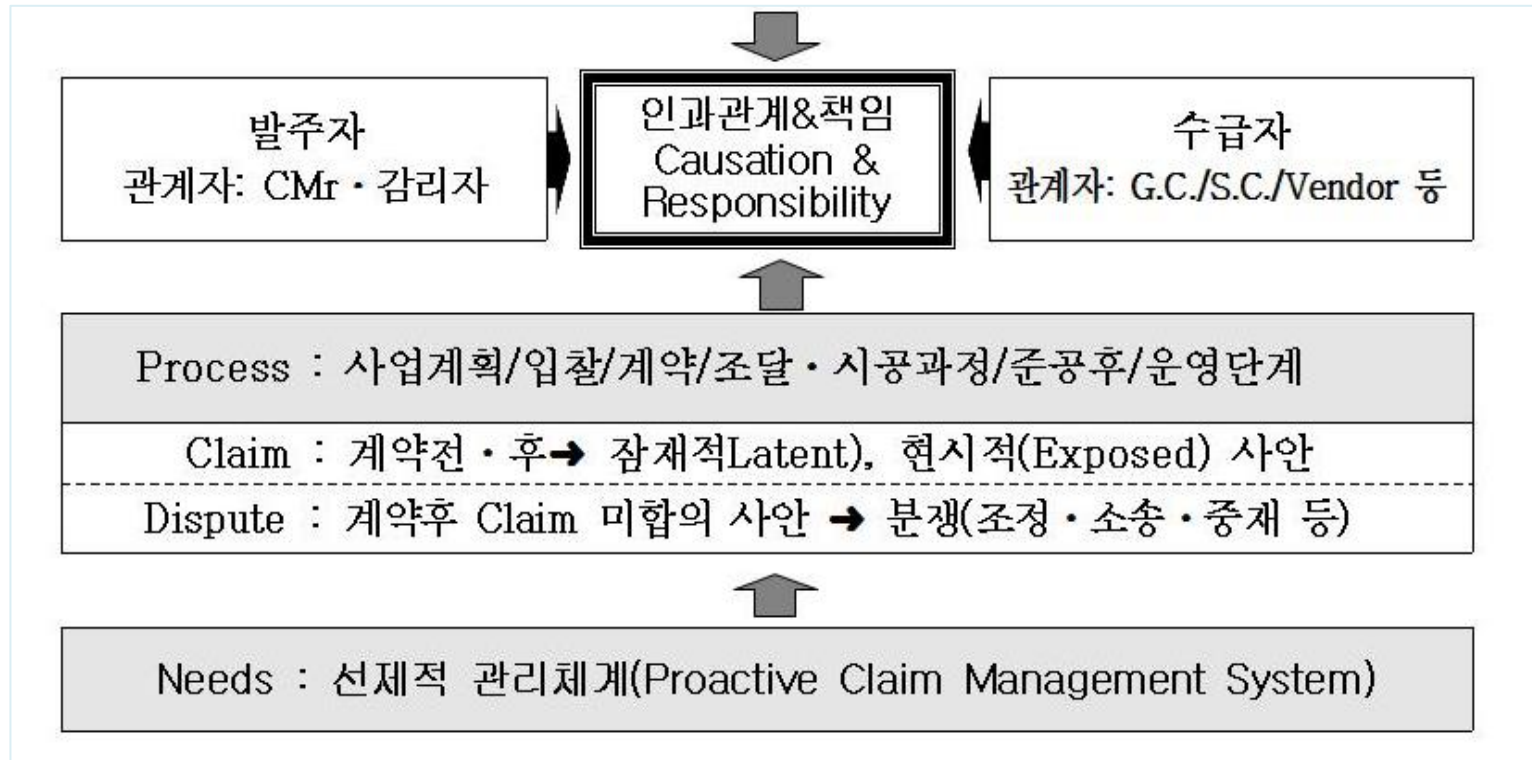 발주자
관계자: CMr·감리자
인과관계&책임
Causation &
Responsibility
수급자
관계자: G.C./S.C./Vendor 등
Process : 사업계획/입찰/계약/조달·시공과정/준공후/운영단계
Claim : 계약전·후➜ 잠재적Latent), 현시적(Exposed) 사안
Dispute : 계약후 Claim 미합의 사안 ➜ 분쟁(조정·소송·중재 등)
Needs : 선제적 관리체계(Proactive Claim Management System)